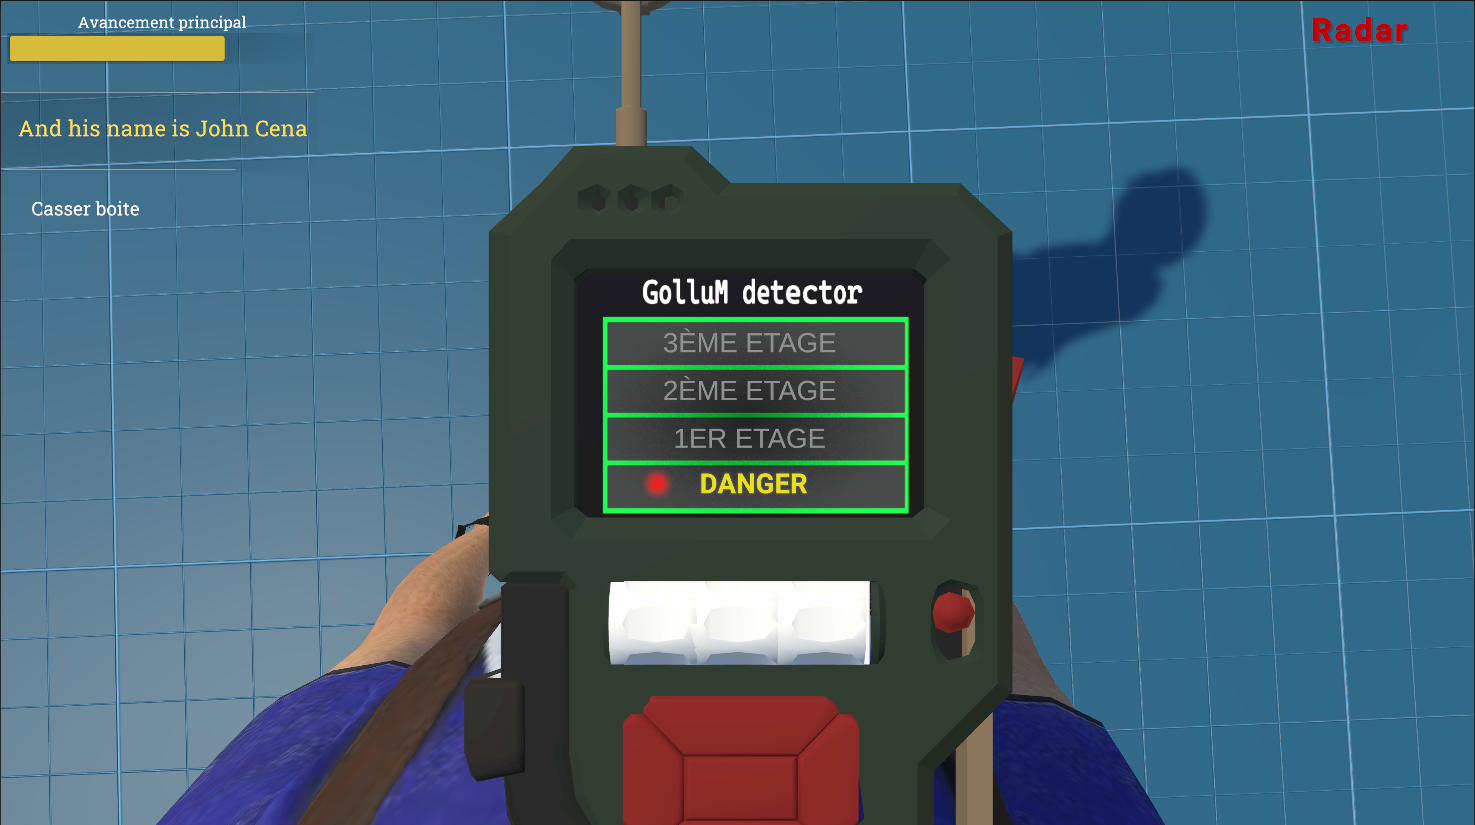 Avancement principal
Radar
And his name is John Cena
Casser boite
GolluM detector
3ÈME ETAGE
2ÈME ETAGE
1ER ETAGE
DANGER